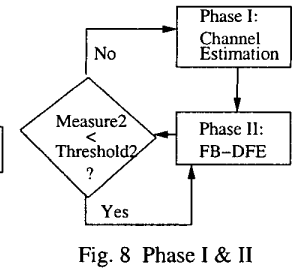 Phase I:
Channel
Estimation
No
Measure2
<
Threshold2
?
Phase II:
FB-DFE
Yes
Fig. 8 Phase I & II